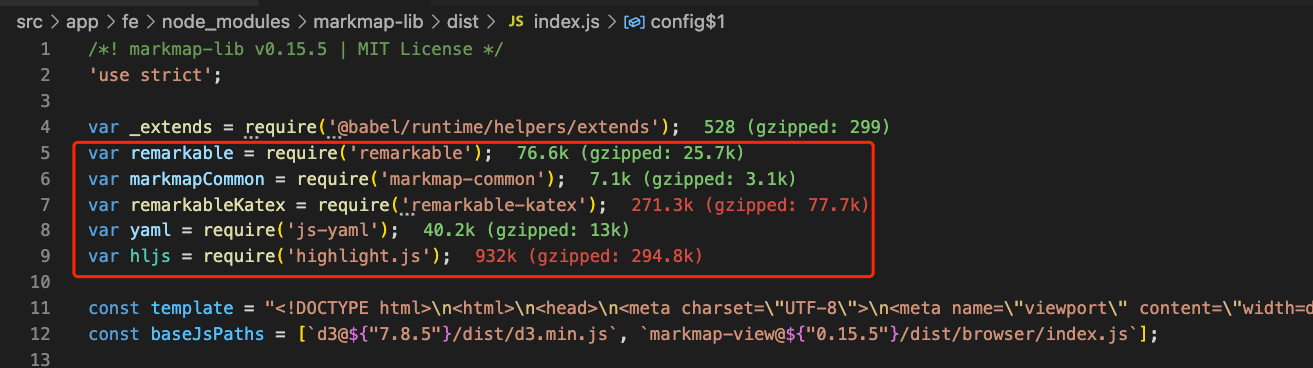 src > app > fe > node_modules > markmap-lib > dist > JS index.js > config$1
1 /*! markmap-lib v0.15.5 | MIT License */
2 'use strict';
3
4 var _extends = require('@babel/runtime/helpers/extends'); 528 (gzipped: 299)
5 var remarkable = require('remarkable'); 76.6k (gzipped: 25.7k)
6 var markmapCommon = require('markmap-common'); 7.1k (gzipped: 3.1k)
7 var remarkableKatex = require('remarkable-katex'); 271.3k (gzipped: 77.7k)
8 var yaml = require('js-yaml'); 40.2k (gzipped: 13k)
9 var hljs = require('highlight.js'); 932k (gzipped: 294.8k)
10
11 const template = "<!DOCTYPE html>\n<html>\n<head>\n<meta charset=\"UTF-8\">\n<meta name=\"viewport\" content=\"width=d
12 const baseJsPaths = [`d3@${"7.8.5"}/dist/d3.min.js`, `markmap-view@${"0.15.5"}/dist/browser/index.js`];
13